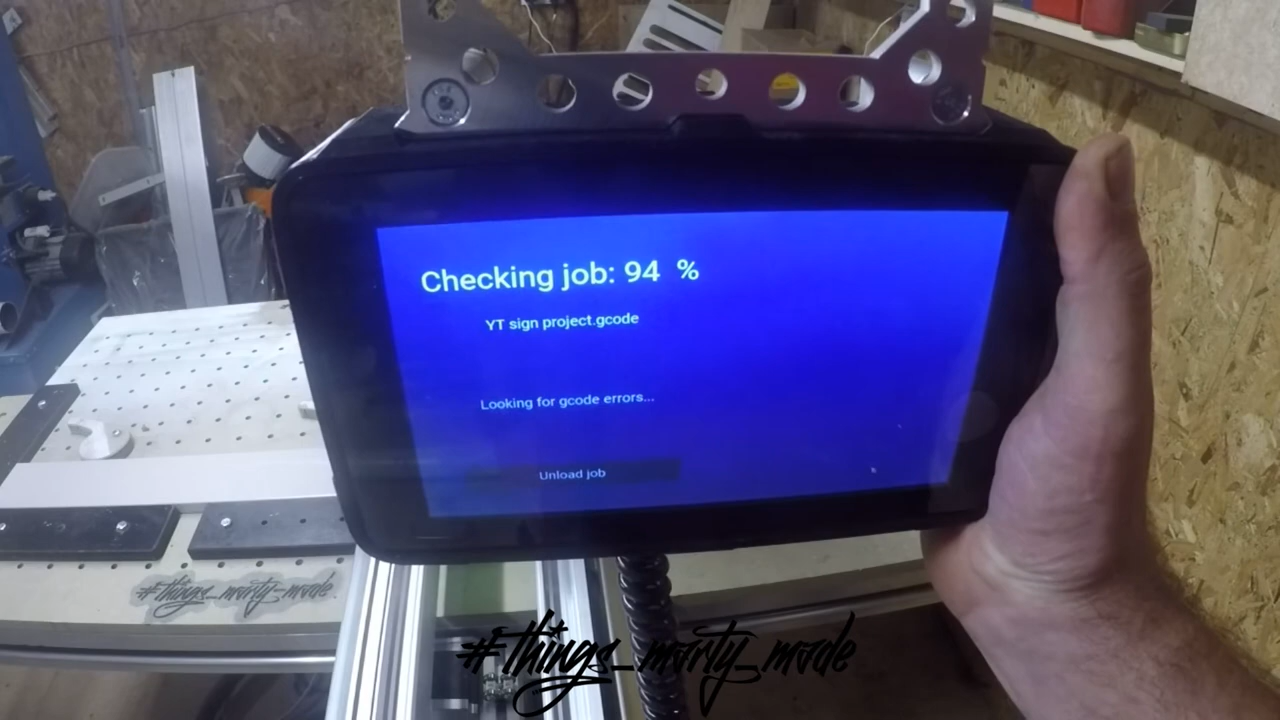 Checking job: 94 %
YT sign project.gcode
Looking for gcode errors...
Unload job
#things_marty_made
#things_marty_made